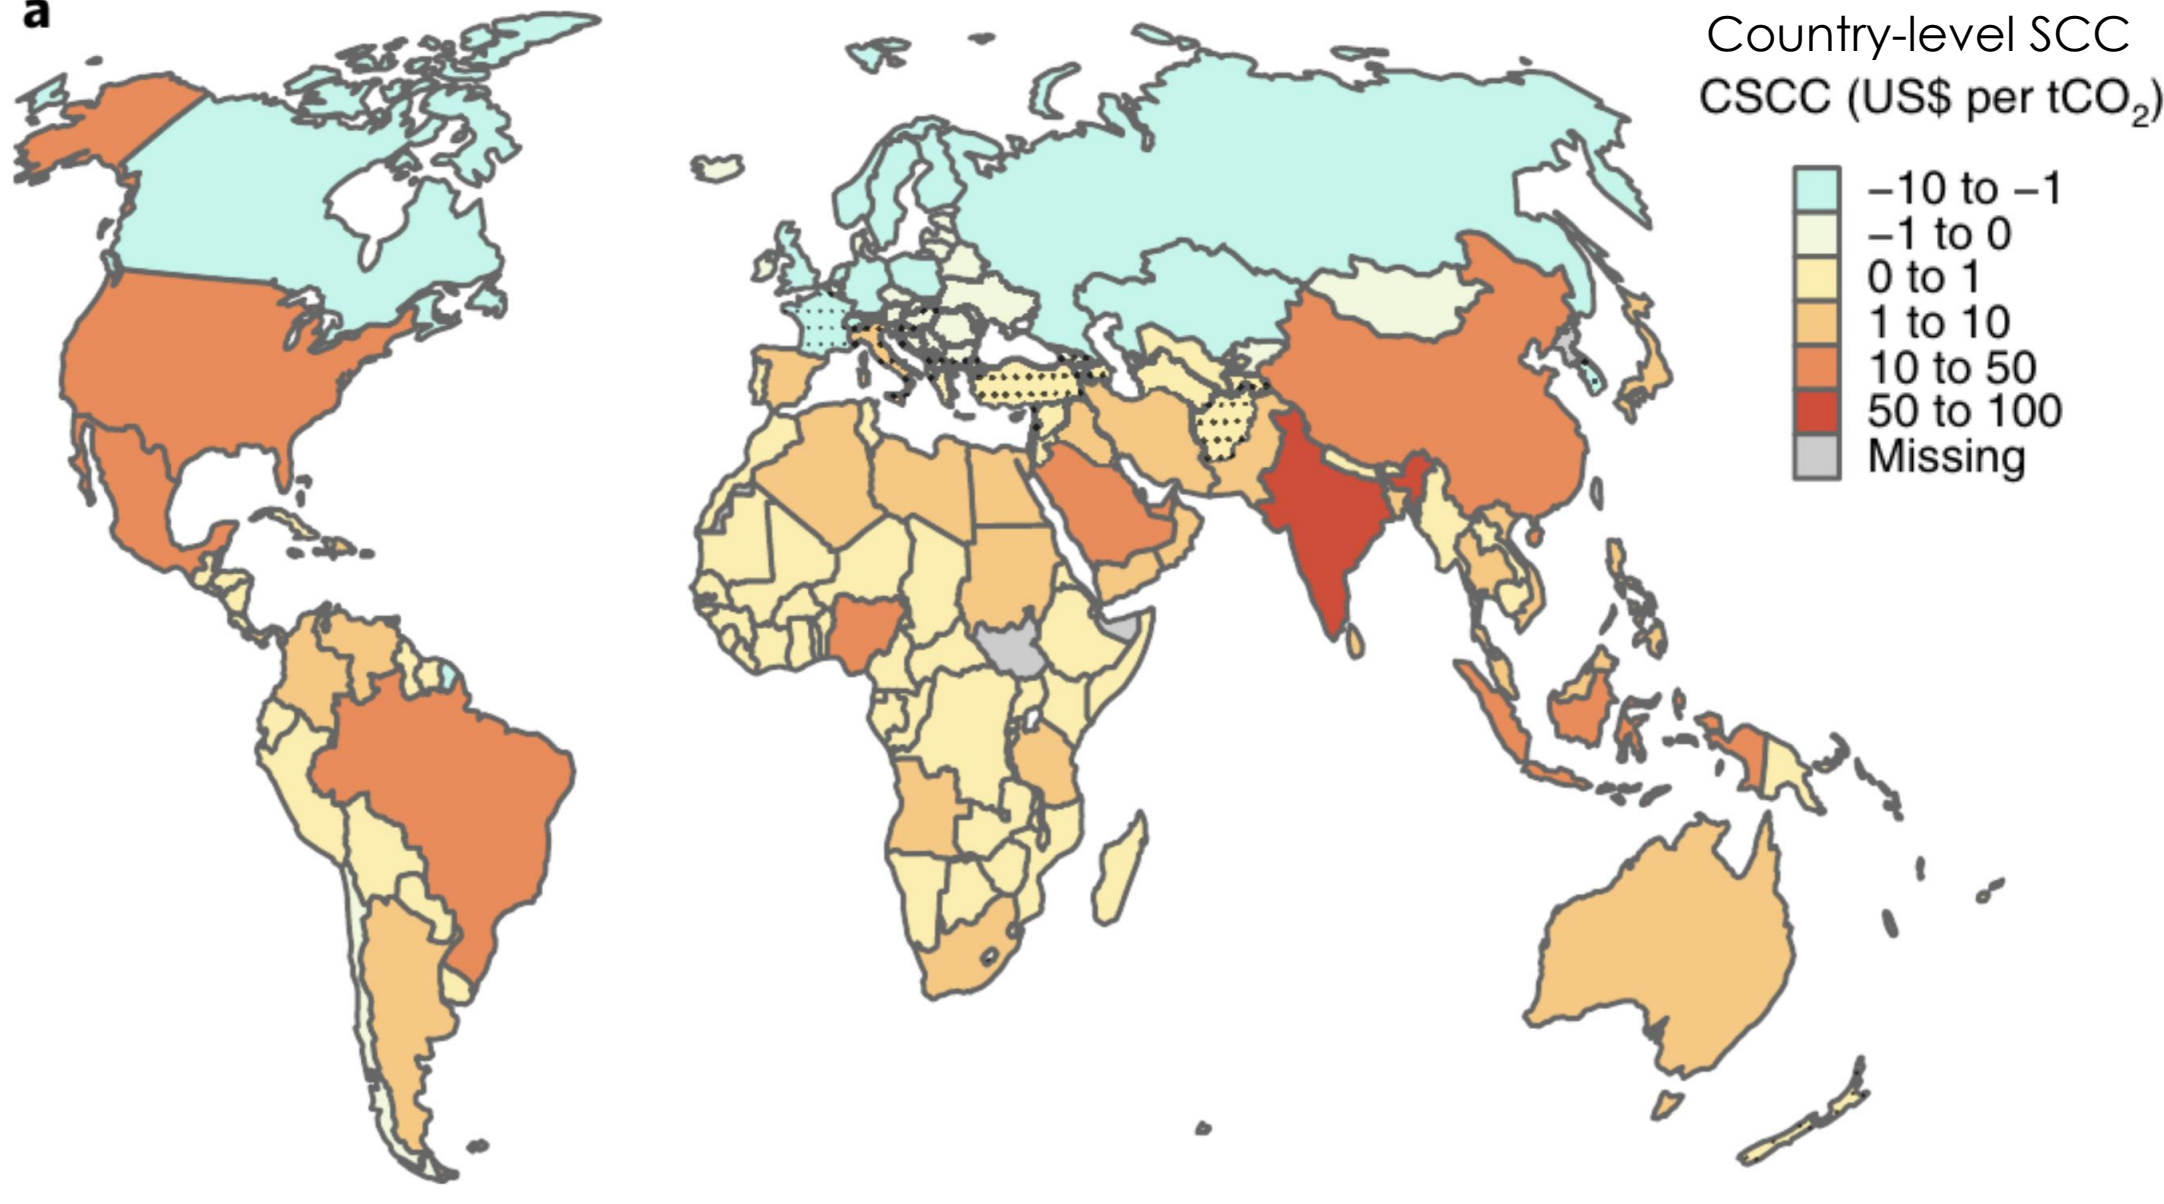 a
Country-level SCC
CSCC (US$ per tCO₂)
−10 to −1
−1 to 0
0 to 1
1 to 10
10 to 50
50 to 100
Missing